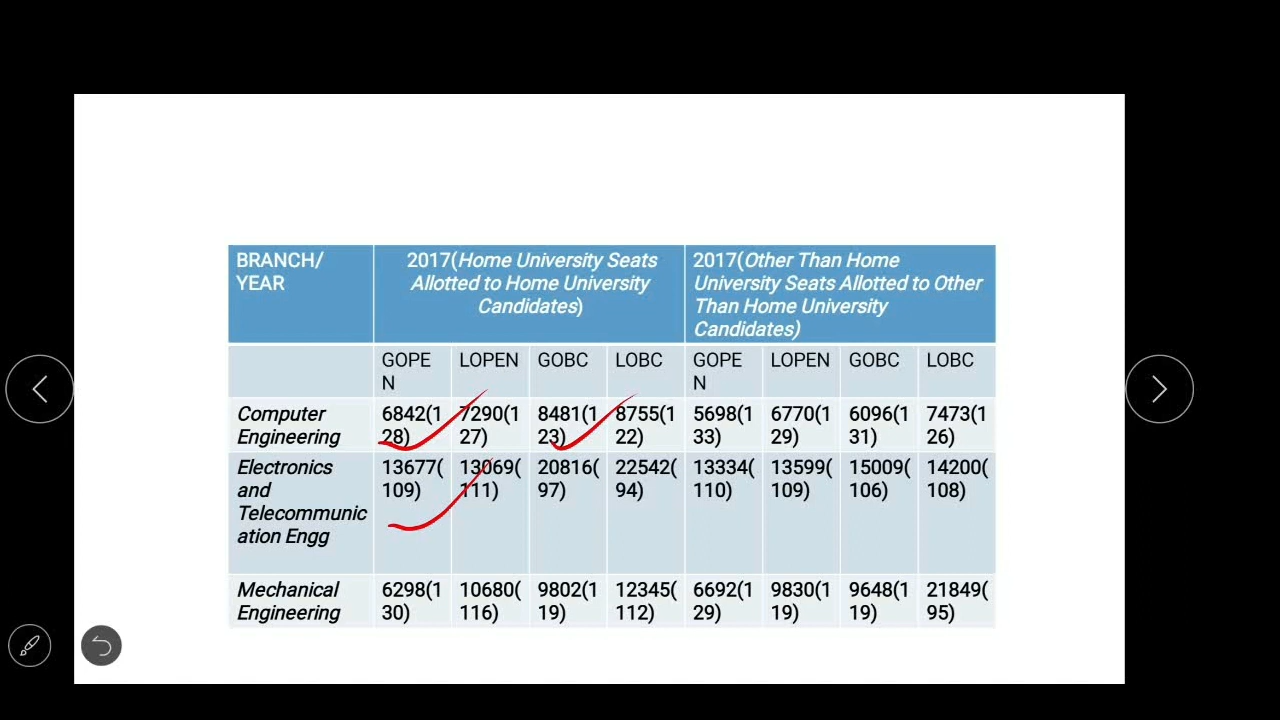 BRANCH/
YEAR
2017(Home University Seats
Allotted to Home University
Candidates)
2017(Other Than Home
University Seats Allotted to Other
Than Home University
Candidates)
GOPE
N
LOPEN
GOBC
LOBC
GOPE
N
LOPEN
GOBC
LOBC
Computer
Engineering
6842(1
28)
7290(1
27)
8481(1
23)
8755(1
22)
5698(1
33)
6770(1
29)
6096(1
31)
7473(1
26)
Electronics
and
Telecommunic
ation Engg
13677(
109)
13069(
111)
20816(
97)
22542(
94)
13334(
110)
13599(
109)
15009(
106)
14200(
108)
Mechanical
Engineering
6298(1
30)
10680(
116)
9802(1
19)
12345(
112)
6692(1
29)
9830(1
19)
9648(1
19)
21849(
95)